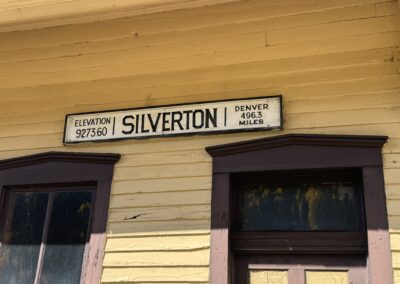 ELEVATION
9273.60
SILVERTON
DENVER
496.3
MILES